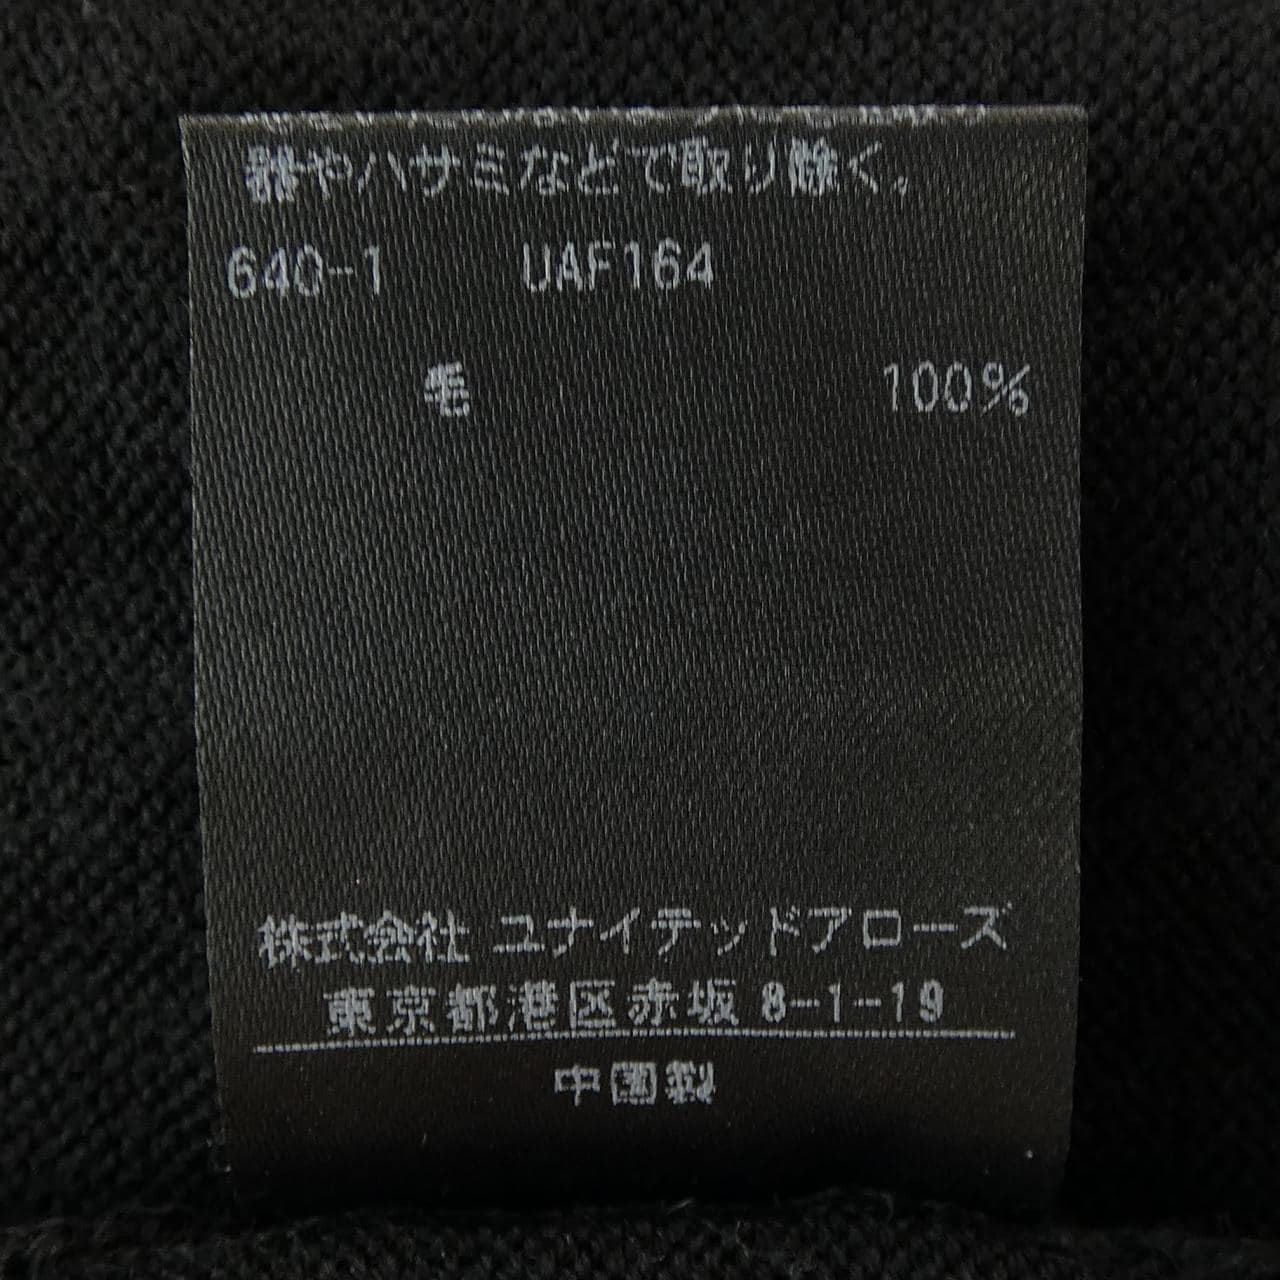 器やハサミなどで取り除く。
640-1 UAF164
毛 100%
株式会社 ユナイテッドアローズ
東京都港区赤坂 8-1-19
中国製